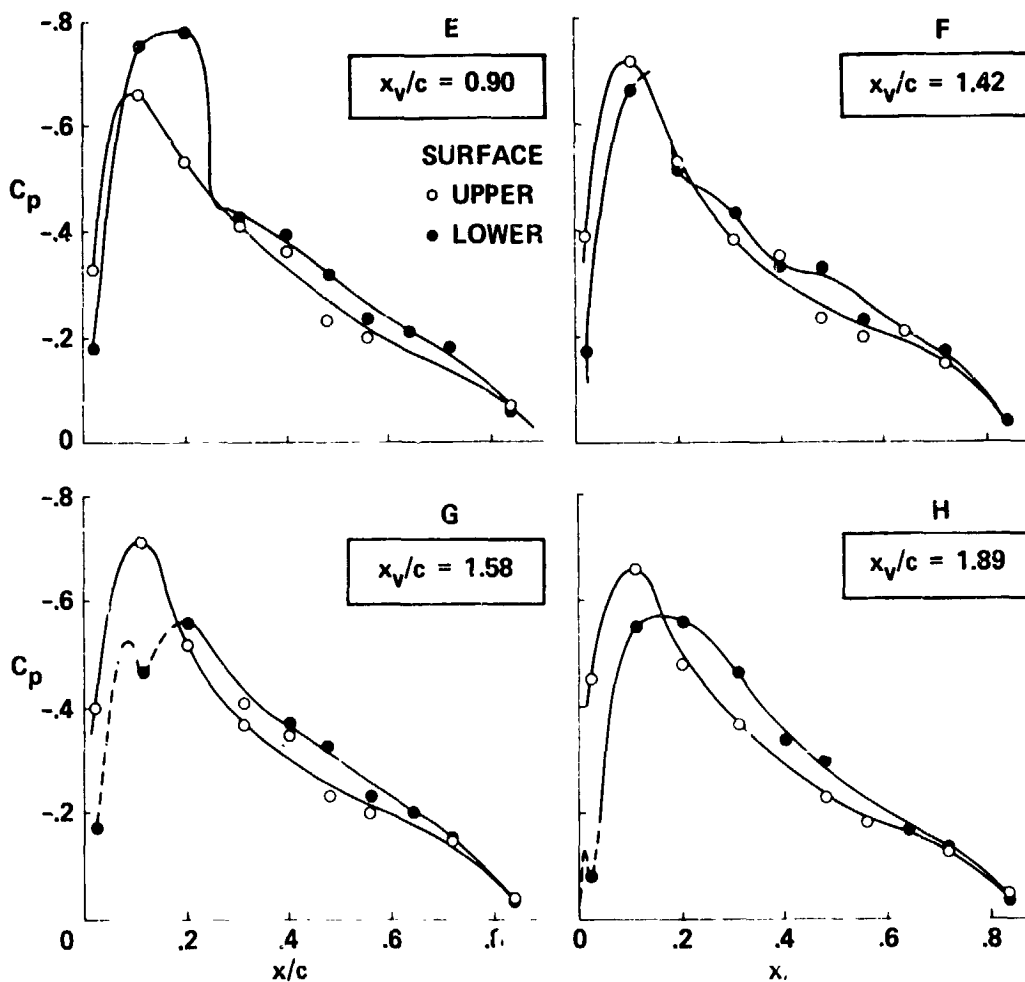 E
x_v/c = 0.90
SURFACE
○ UPPER
● LOWER
C_p
-.8
-.6
-.4
-.2
0
F
x_v/c = 1.42
G
x_v/c = 1.58
C_p
-.8
-.6
-.4
-.2
0 .2 .4 .6
x/c
H
x_v/c = 1.89
0 .2 .4 .6 .8
x